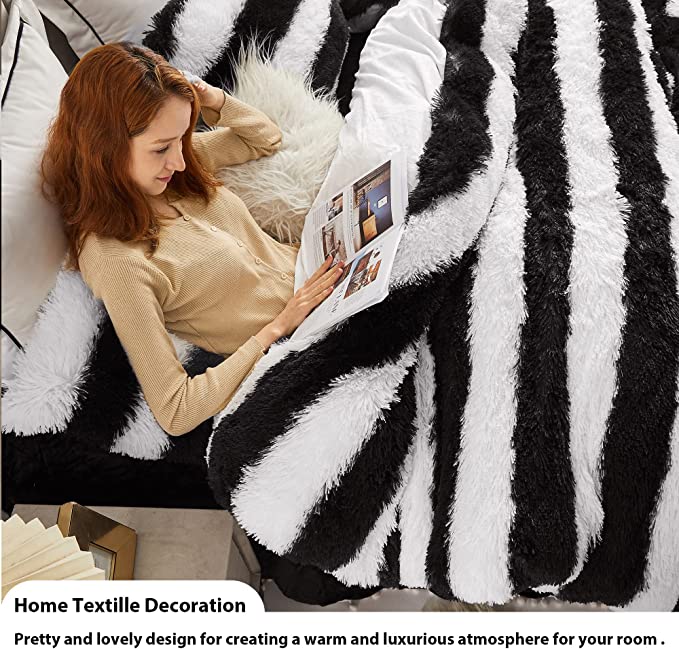 Home Textille Decoration
Pretty and lovely design for creating a warm and luxurious atmosphere for your room .